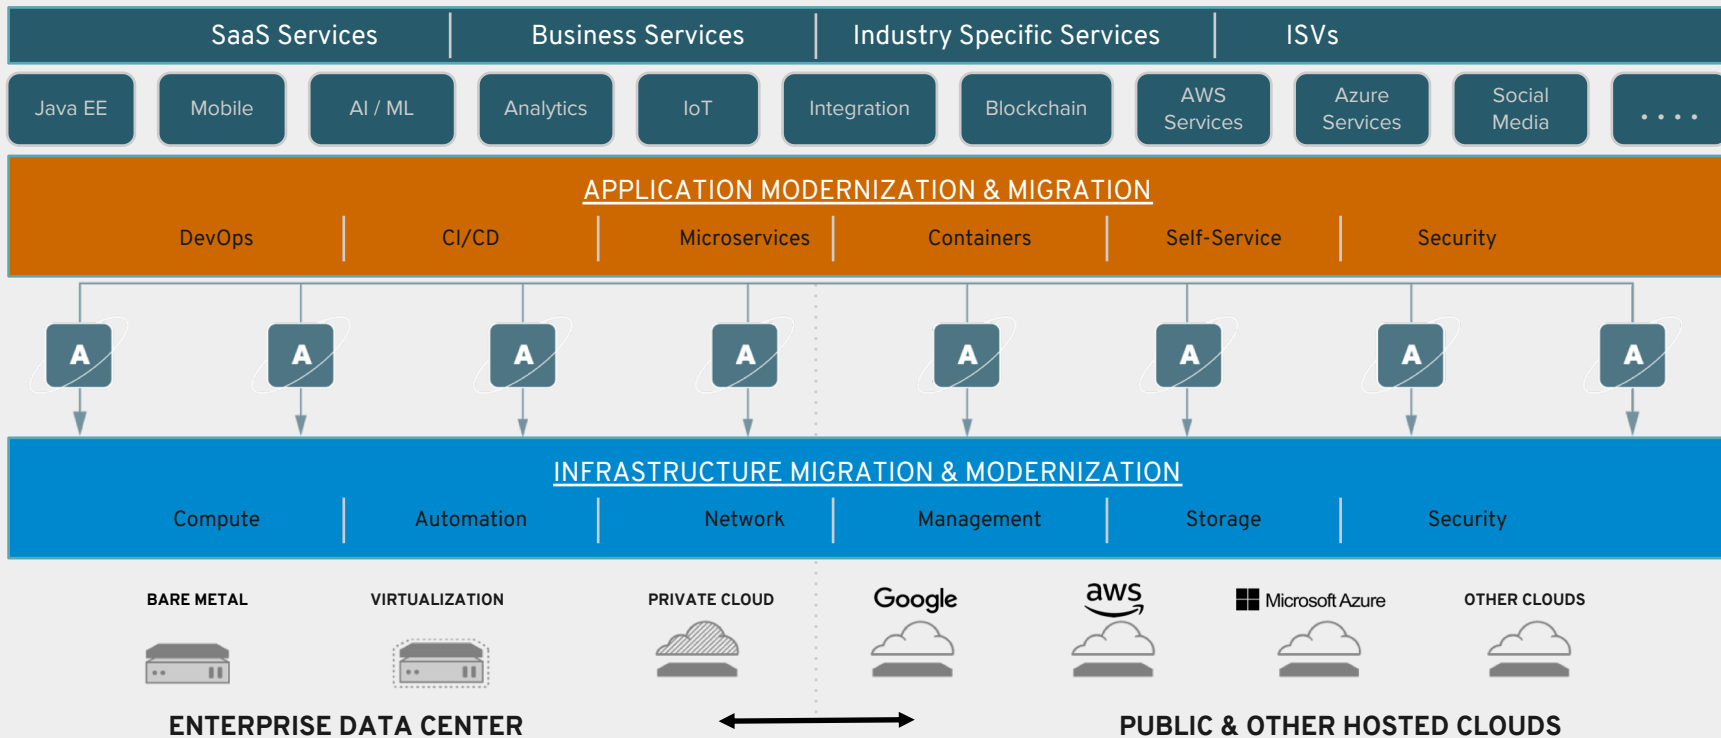 SaaS Services Business Services Industry Specific Services ISVs
Java EE Mobile AI / ML Analytics IoT Integration Blockchain AWS Services Azure Services Social Media . . . .
APPLICATION MODERNIZATION & MIGRATION
DevOps CI/CD Microservices Containers Self-Service Security
A A A A A A A A
INFRASTRUCTURE MIGRATION & MODERNIZATION
Compute Automation Network Management Storage Security
BARE METAL VIRTUALIZATION PRIVATE CLOUD Google aws Microsoft Azure OTHER CLOUDS
ENTERPRISE DATA CENTER PUBLIC & OTHER HOSTED CLOUDS